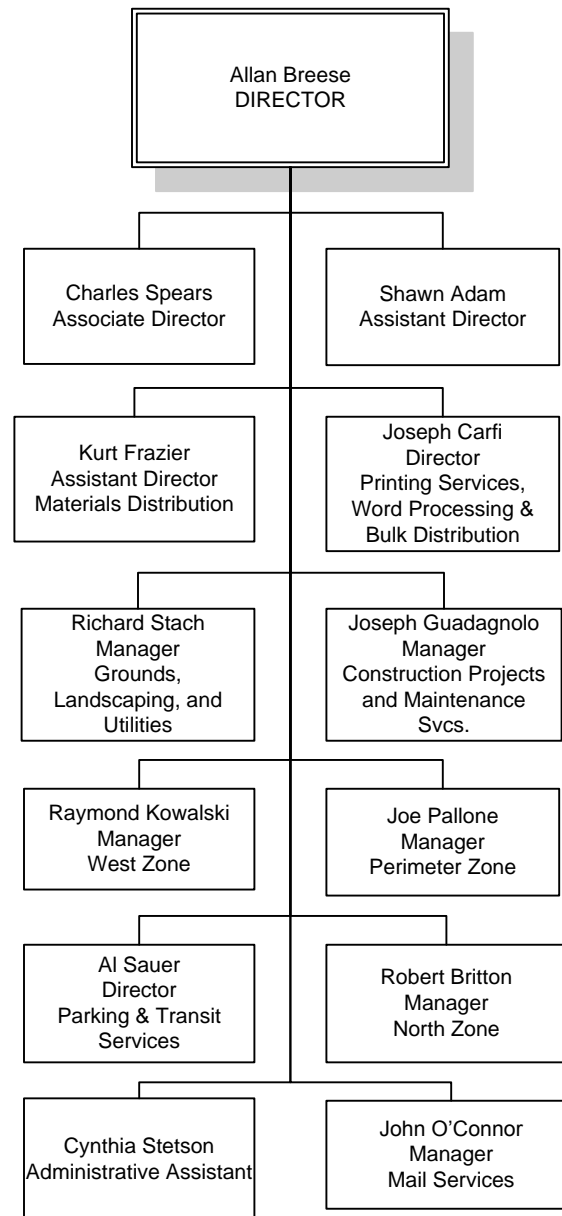 Allan Breese
DIRECTOR
Charles Spears
Associate Director
Shawn Adam
Assistant Director
Kurt Frazier
Assistant Director
Materials Distribution
Joseph Carfi
Director
Printing Services,
Word Processing &
Bulk Distribution
Richard Stach
Manager
Grounds,
Landscaping, and
Utilities
Joseph Guadagnolo
Manager
Construction Projects
and Maintenance
Svcs.
Raymond Kowalski
Manager
West Zone
Joe Pallone
Manager
Perimeter Zone
Al Sauer
Director
Parking & Transit
Services
Robert Britton
Manager
North Zone
Cynthia Stetson
Administrative Assistant
John O’Connor
Manager
Mail Services